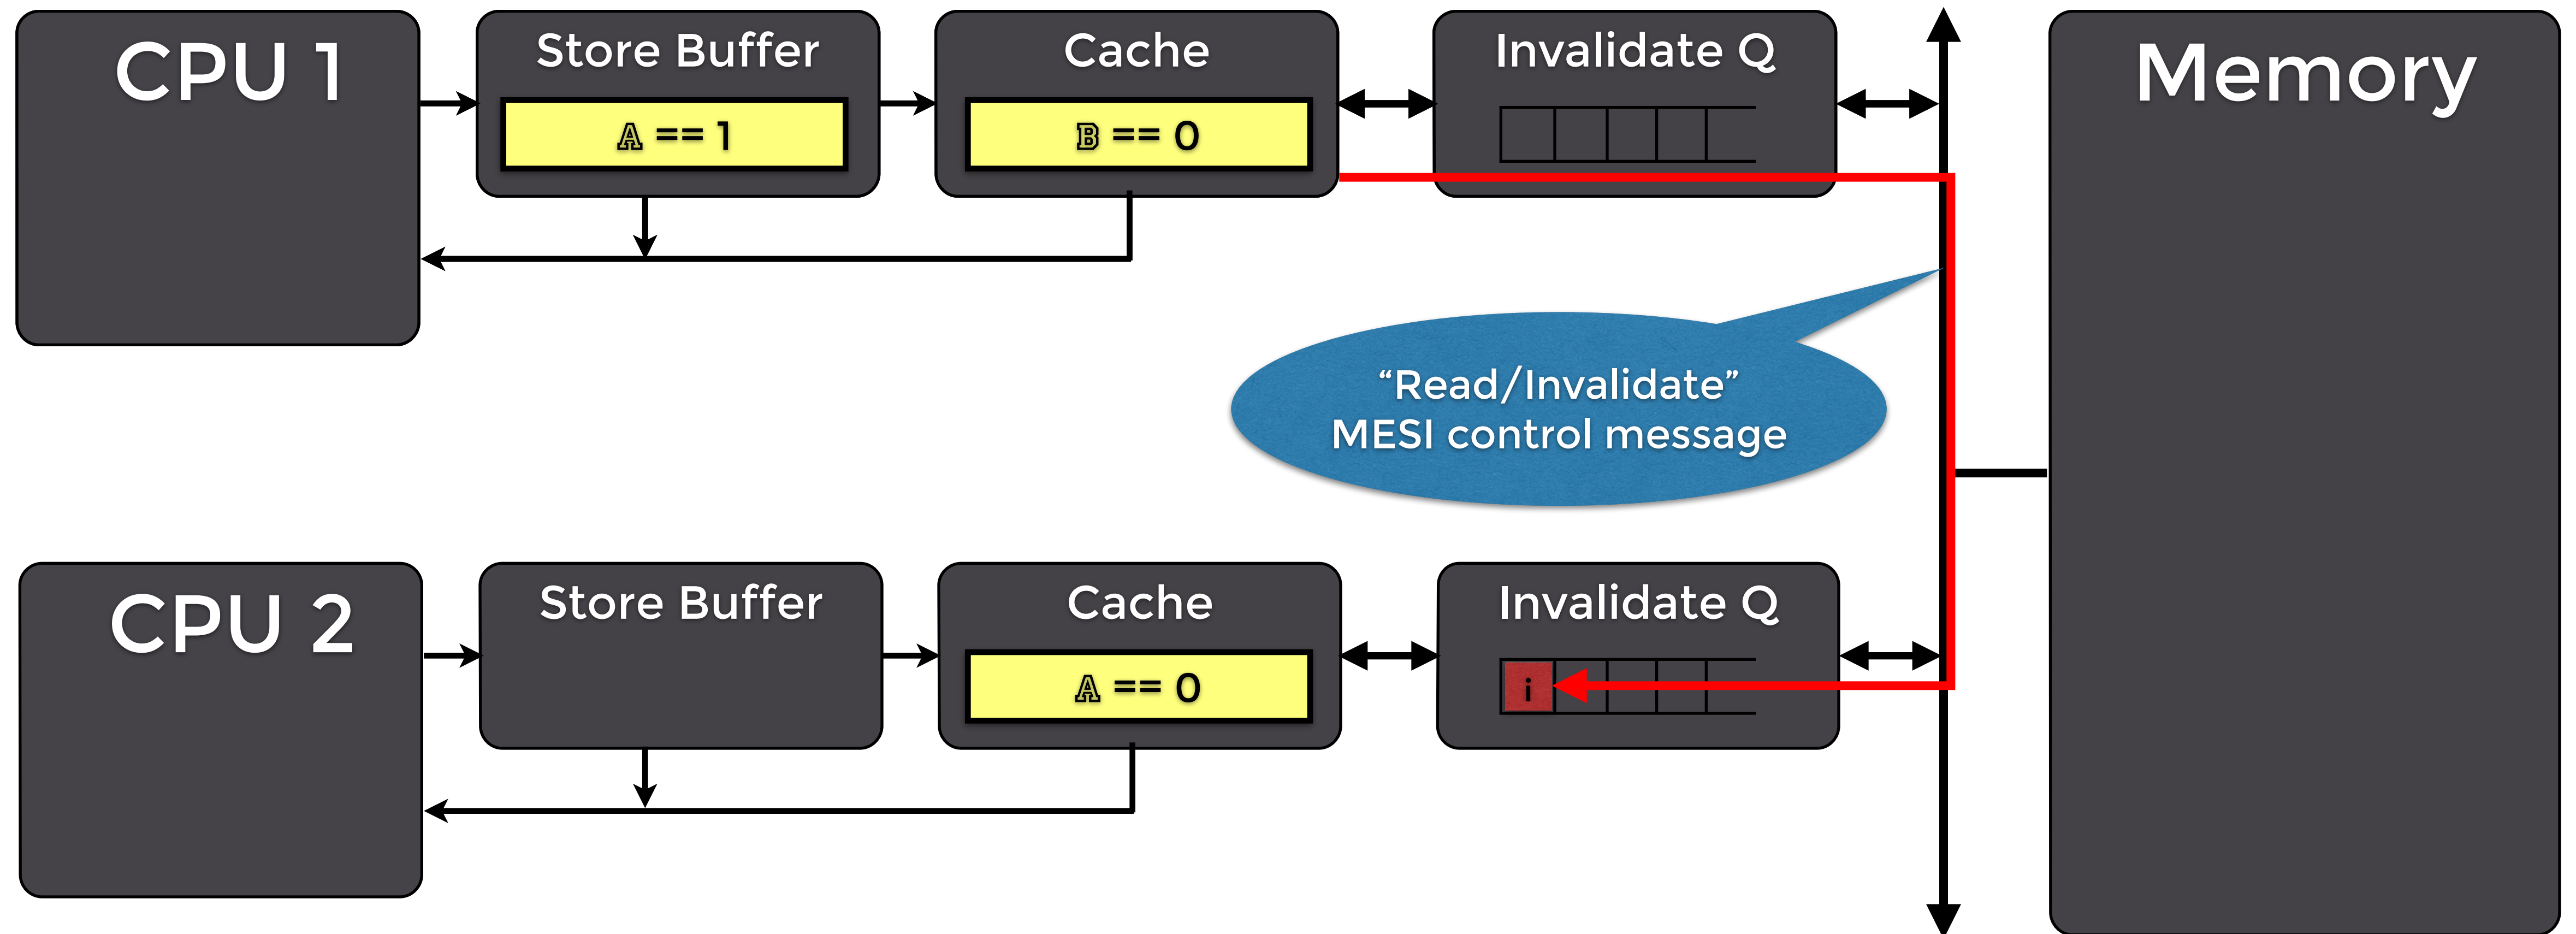 CPU 1
Store Buffer
A == 1
Cache
B == 0
Invalidate Q
Memory
“Read/Invalidate”
MESI control message
CPU 2
Store Buffer
Cache
A == 0
Invalidate Q
i